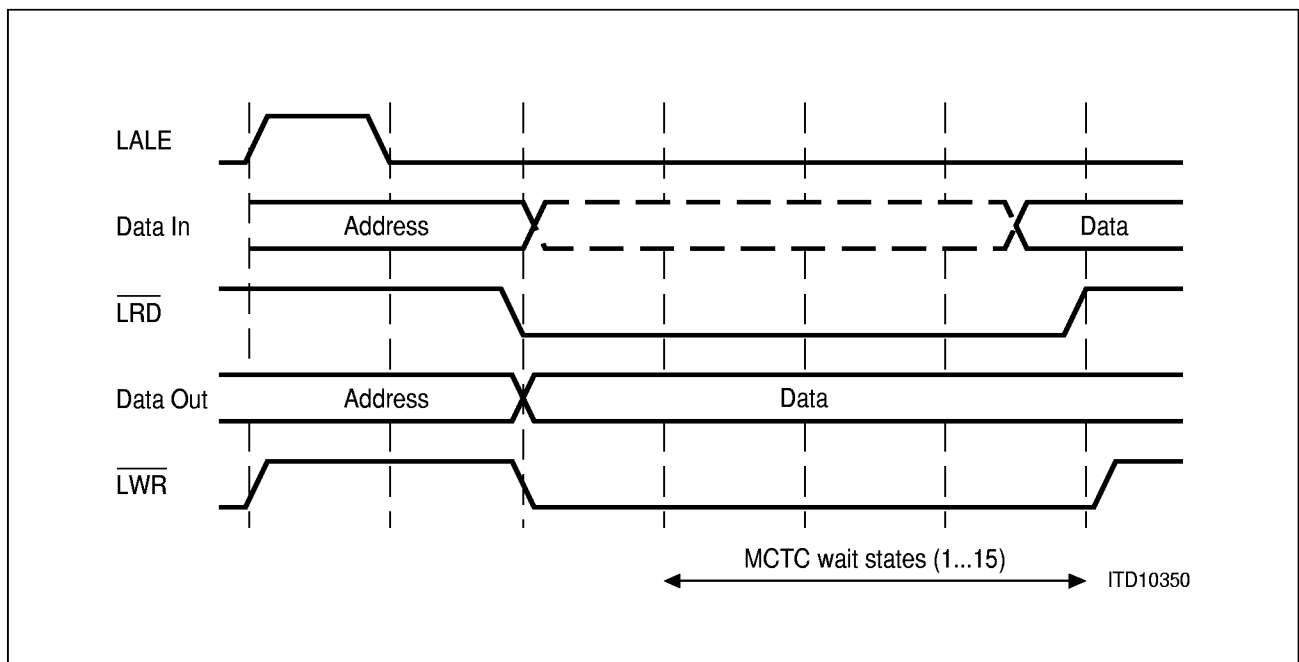 LALE
Data In
Address
Data
LRD
Data Out
Address
Data
LWR
MCTC wait states (1...15)
ITD10350